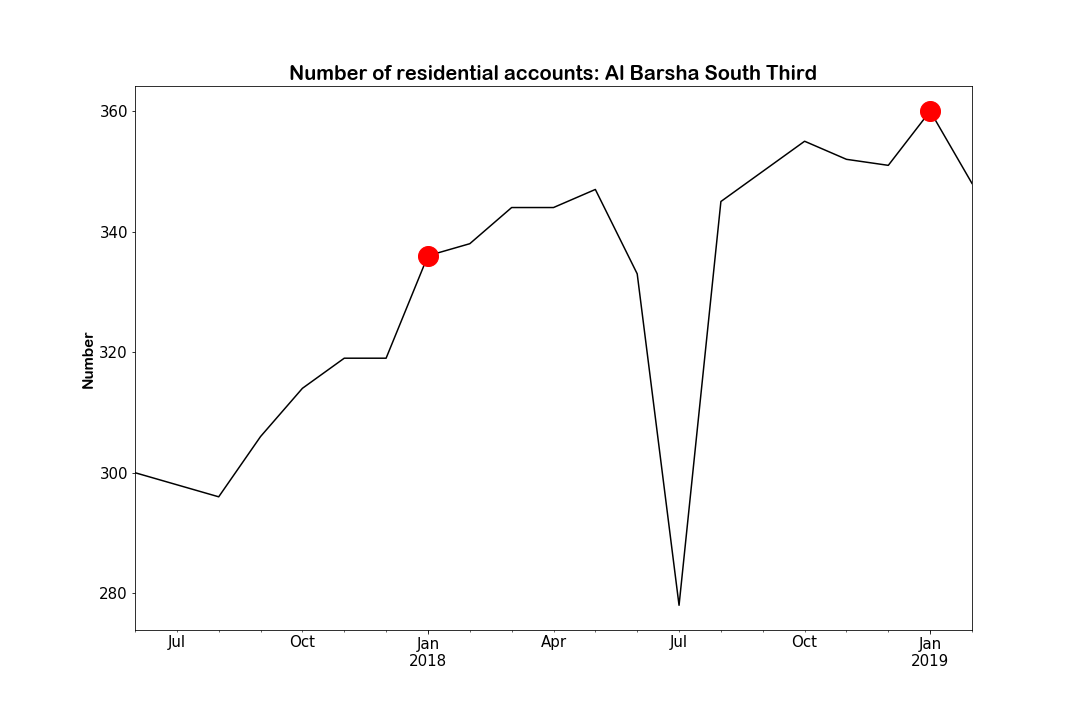 Number of residential accounts: Al Barsha South Third
360
340
320
300
280
Number
Jul
Oct
Jan
2018
Apr
Jul
Oct
Jan
2019